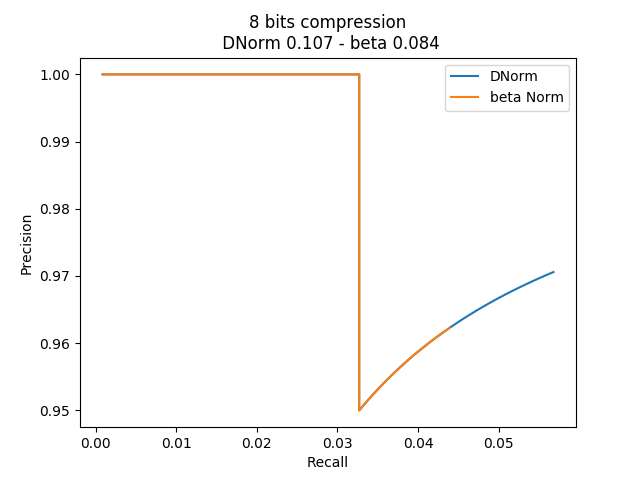 8 bits compression
DNorm 0.107 - beta 0.084
DNorm
beta Norm
1.00
0.99
0.98
0.97
0.96
0.95
Precision
0.00 0.01 0.02 0.03 0.04 0.05
Recall